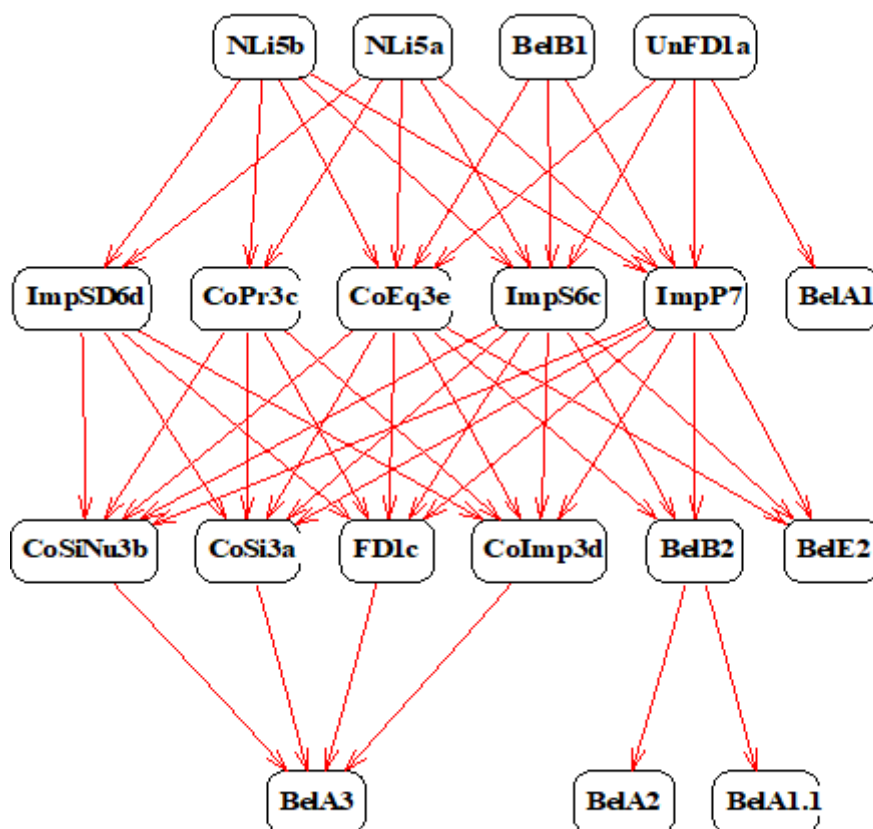 NLi5b NLi5a BelB1 UnFD1a
ImpSD6d CoPr3c CoEq3e ImpS6c ImpP7 BelA1
CoSiNu3b CoSi3a FD1c CoImp3d BelB2 BelE2
BelA3 BelA2 BelA1.1